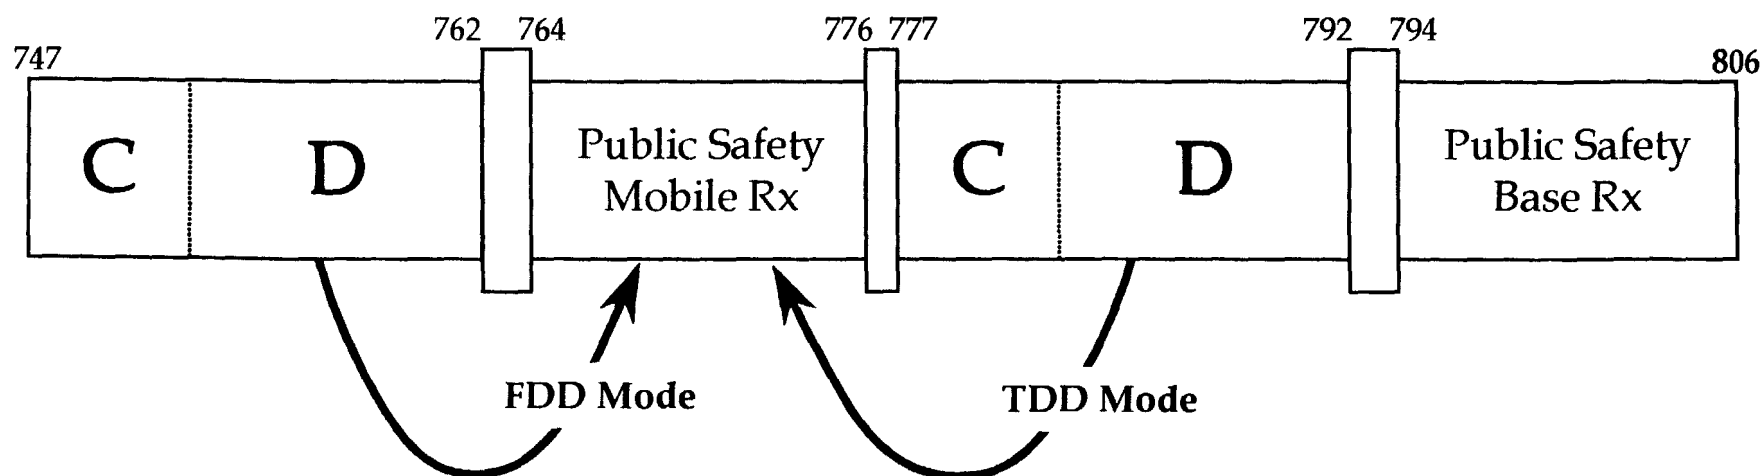 762 764 776 777 792 794
747 806
C D Public Safety C D Public Safety
Mobile Rx Base Rx
FDD Mode TDD Mode